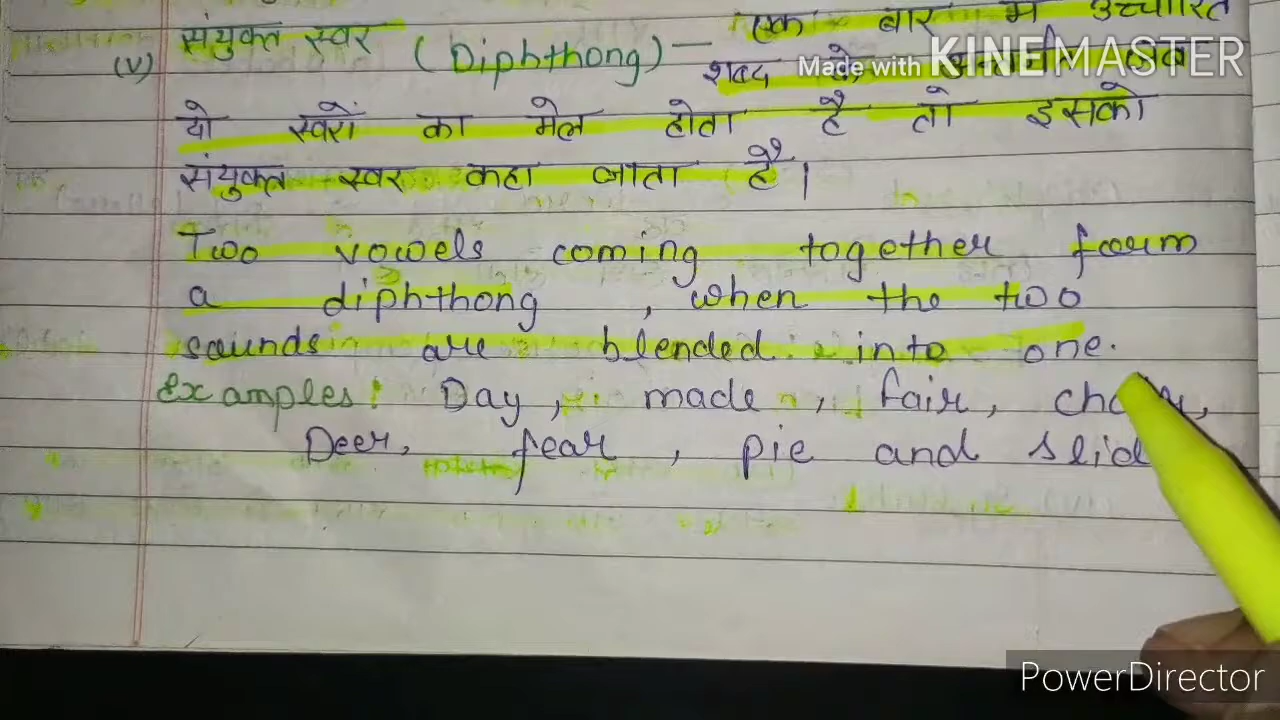 (v) संयुक्त स्वर (Diphthong) — एक बार में उच्चारित
शब्द के
यो स्वरों का मेल होता है तो इसको
संयुक्त स्वर कहा जाता है।
Two vowels coming together form
a diphthong, when the two
sounds are blended into one.
Examples: Day, made, fair,
Deer, fear, pie and
Made with KINEMASTER
PowerDirector